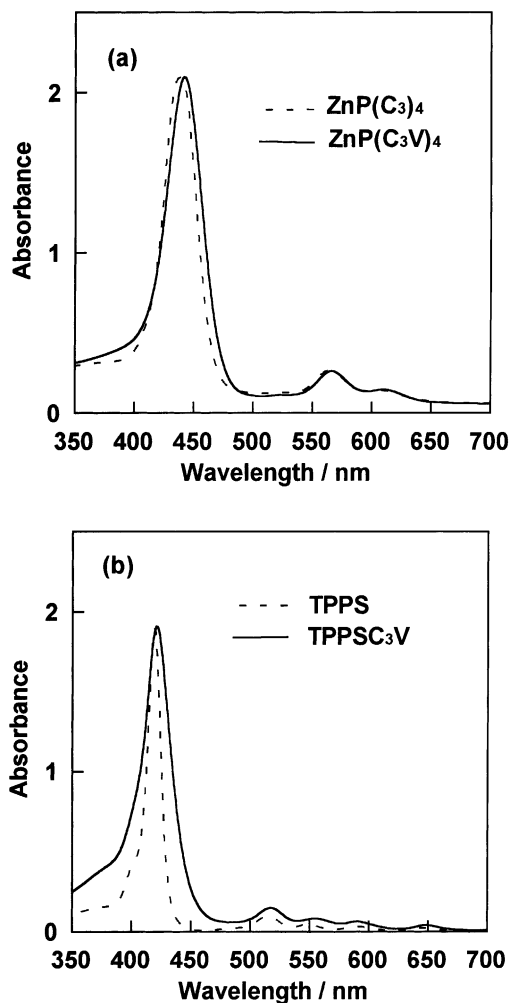 (a)
2
ZnP(C3)4
ZnP(C3V)4
Absorbance
1
0
350 400 450 500 550 600 650 700
Wavelength / nm
(b)
2
TPPS
TPPSC3V
Absorbance
1
0
350 400 450 500 550 600 650 700
Wavelength / nm